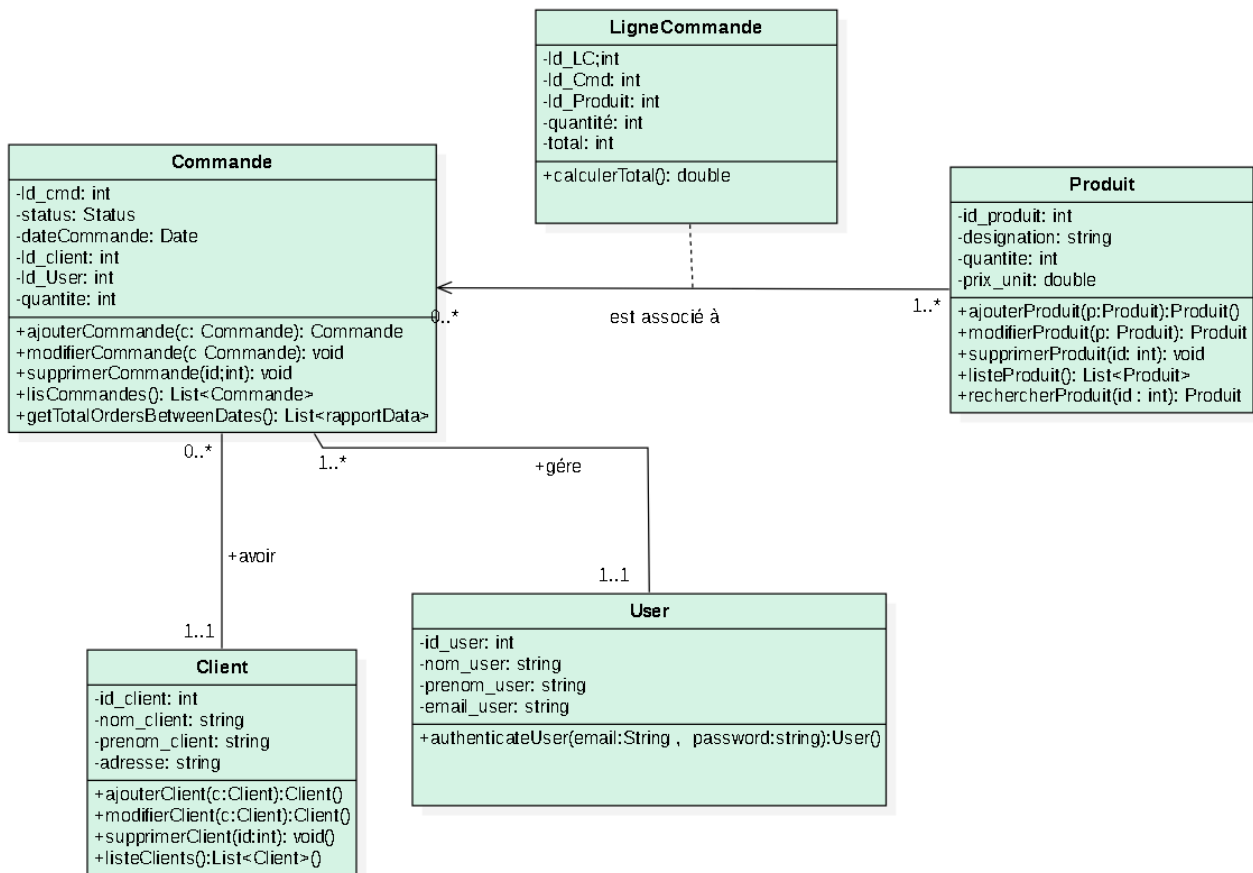 LigneCommande
-Id_LC;int
-Id_Cmd: int
-Id_Produit: int
-quantité: int
-total: int
+calculerTotal(): double
Commande
-Id_cmd: int
-status: Status
-dateCommande: Date
-Id_client: int
-Id_User: int
-quantite: int
+ajouterCommande(c: Commande): Commande
+modifierCommande(c Commande): void
+supprimerCommande(id;int): void
+lisCommandes(): List<Commande>
+getTotalOrdersBetweenDates(): List<rapportData>
Produit
-id_produit: int
-designation: string
-quantite: int
-prix_unit: double
+ajouterProduit(p:Produit):Produit()
+modifierProduit(p: Produit): Produit
+supprimerProduit(id: int): void
+listeProduit(): List<Produit>
+rechercherProduit(id : int): Produit
0..*
est associé à
1..*
0..*
1..*
+gére
+avoir
1..1
1..1
User
-id_user: int
-nom_user: string
-prenom_user: string
-email_user: string
+authenticateUser(email:String , password:string):User()
Client
-id_client: int
-nom_client: string
-prenom_client: string
-adresse: string
+ajouterClient(c:Client):Client()
+modifierClient(c:Client):Client()
+supprimerClient(id:int): void()
+listeClients():List<Client>()